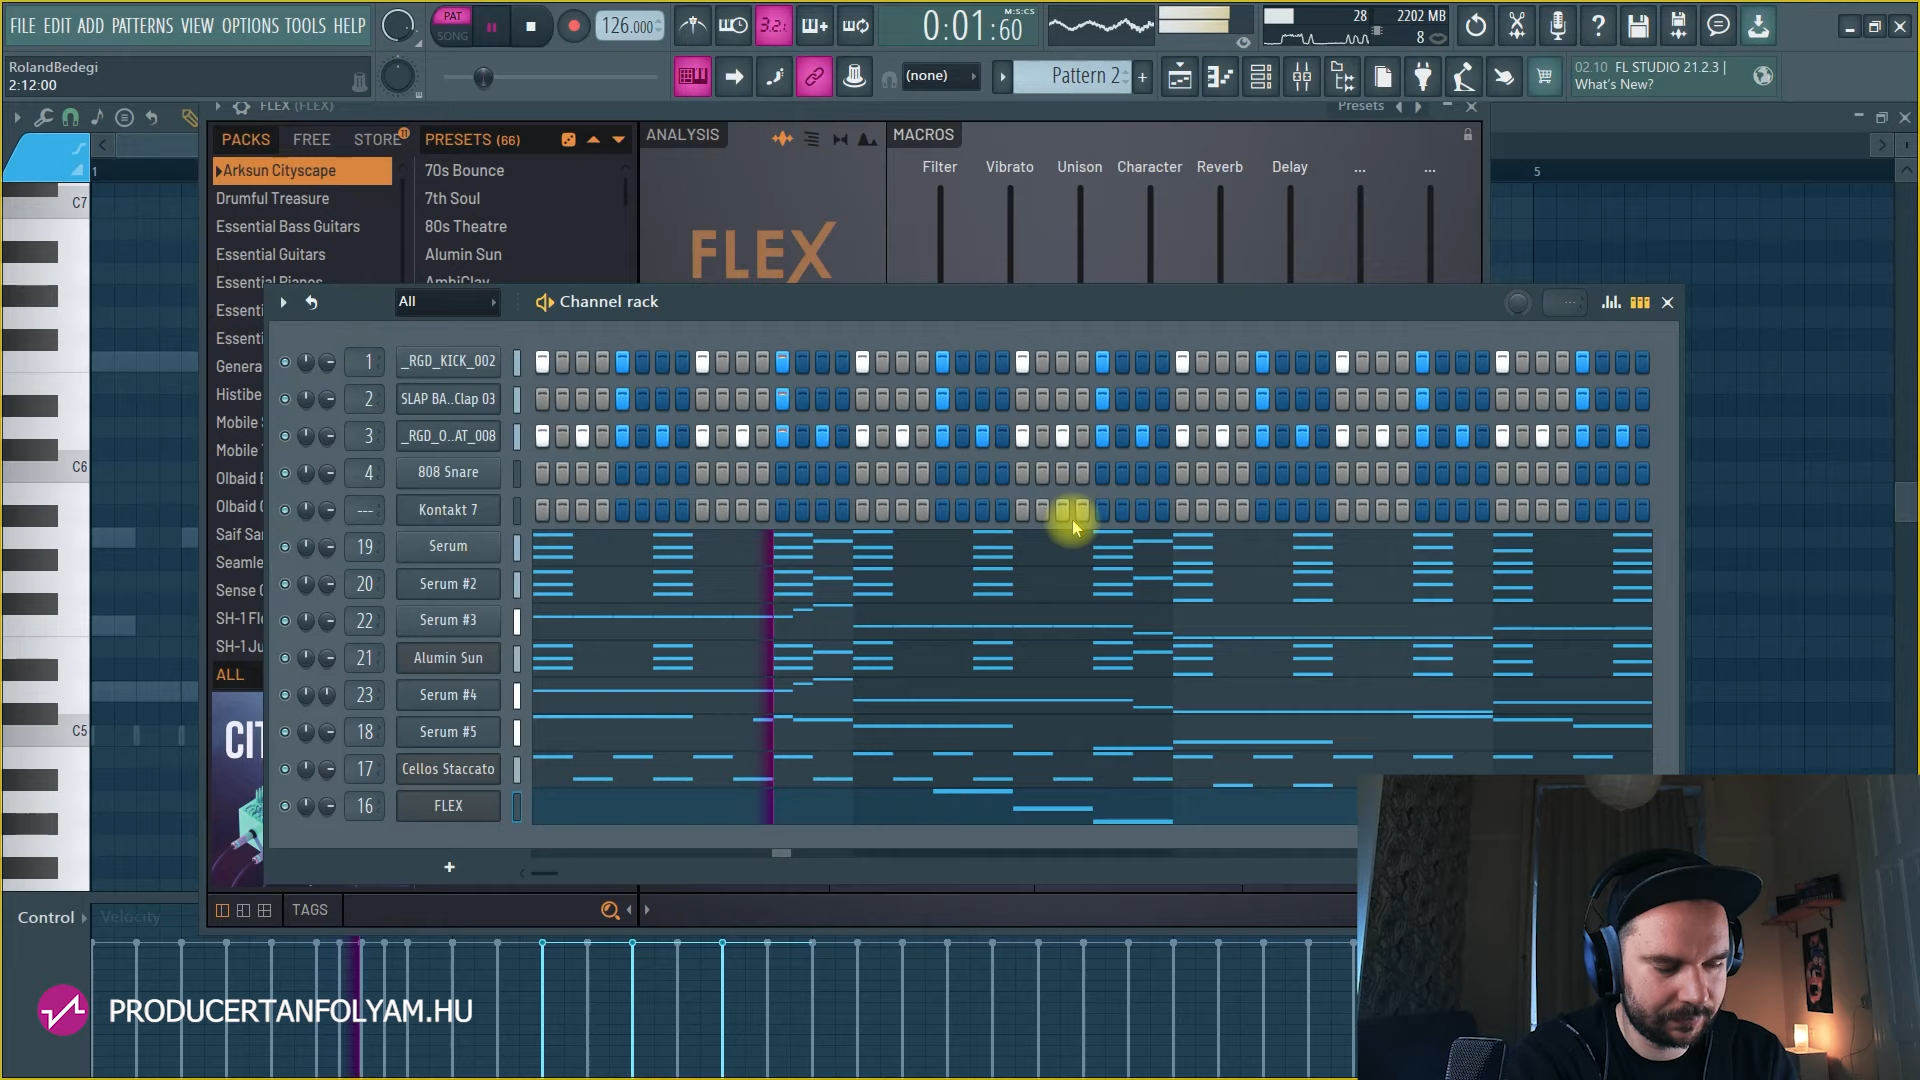 FILE EDIT ADD PATTERNS VIEW OPTIONS TOOLS HELP
PAT
SONG
126.000
3.2.1
0:01:60
M:S:CS
28
2202 MB
8
RolandBedegi
2:12:00
(none)
Pattern 2
02.10 FL STUDIO 21.2.3 |
What's New?
FLEX (FLEX)
Presets
PACKS
FREE
STORE
11
PRESETS (66)
ANALYSIS
MACROS
Arksun Cityscape
Drumful Treasure
Essential Bass Guitars
Essential Guitars
70s Bounce
7th Soul
80s Theatre
Alumin Sun
FLEX
Filter
Vibrato
Unison
Character
Reverb
Delay
...
...
1
5
C7
C6
C5
All
Channel rack
1
_RGD_KICK_002
2
SLAP BA..Clap 03
3
_RGD_O..AT_008
4
808 Snare
---
Kontakt 7
19
Serum
20
Serum #2
22
Serum #3
21
Alumin Sun
23
Serum #4
18
Serum #5
17
Cellos Staccato
16
FLEX
+
ALL
TAGS
Control
Velocity
PRODUCERTANFOLYAM.HU